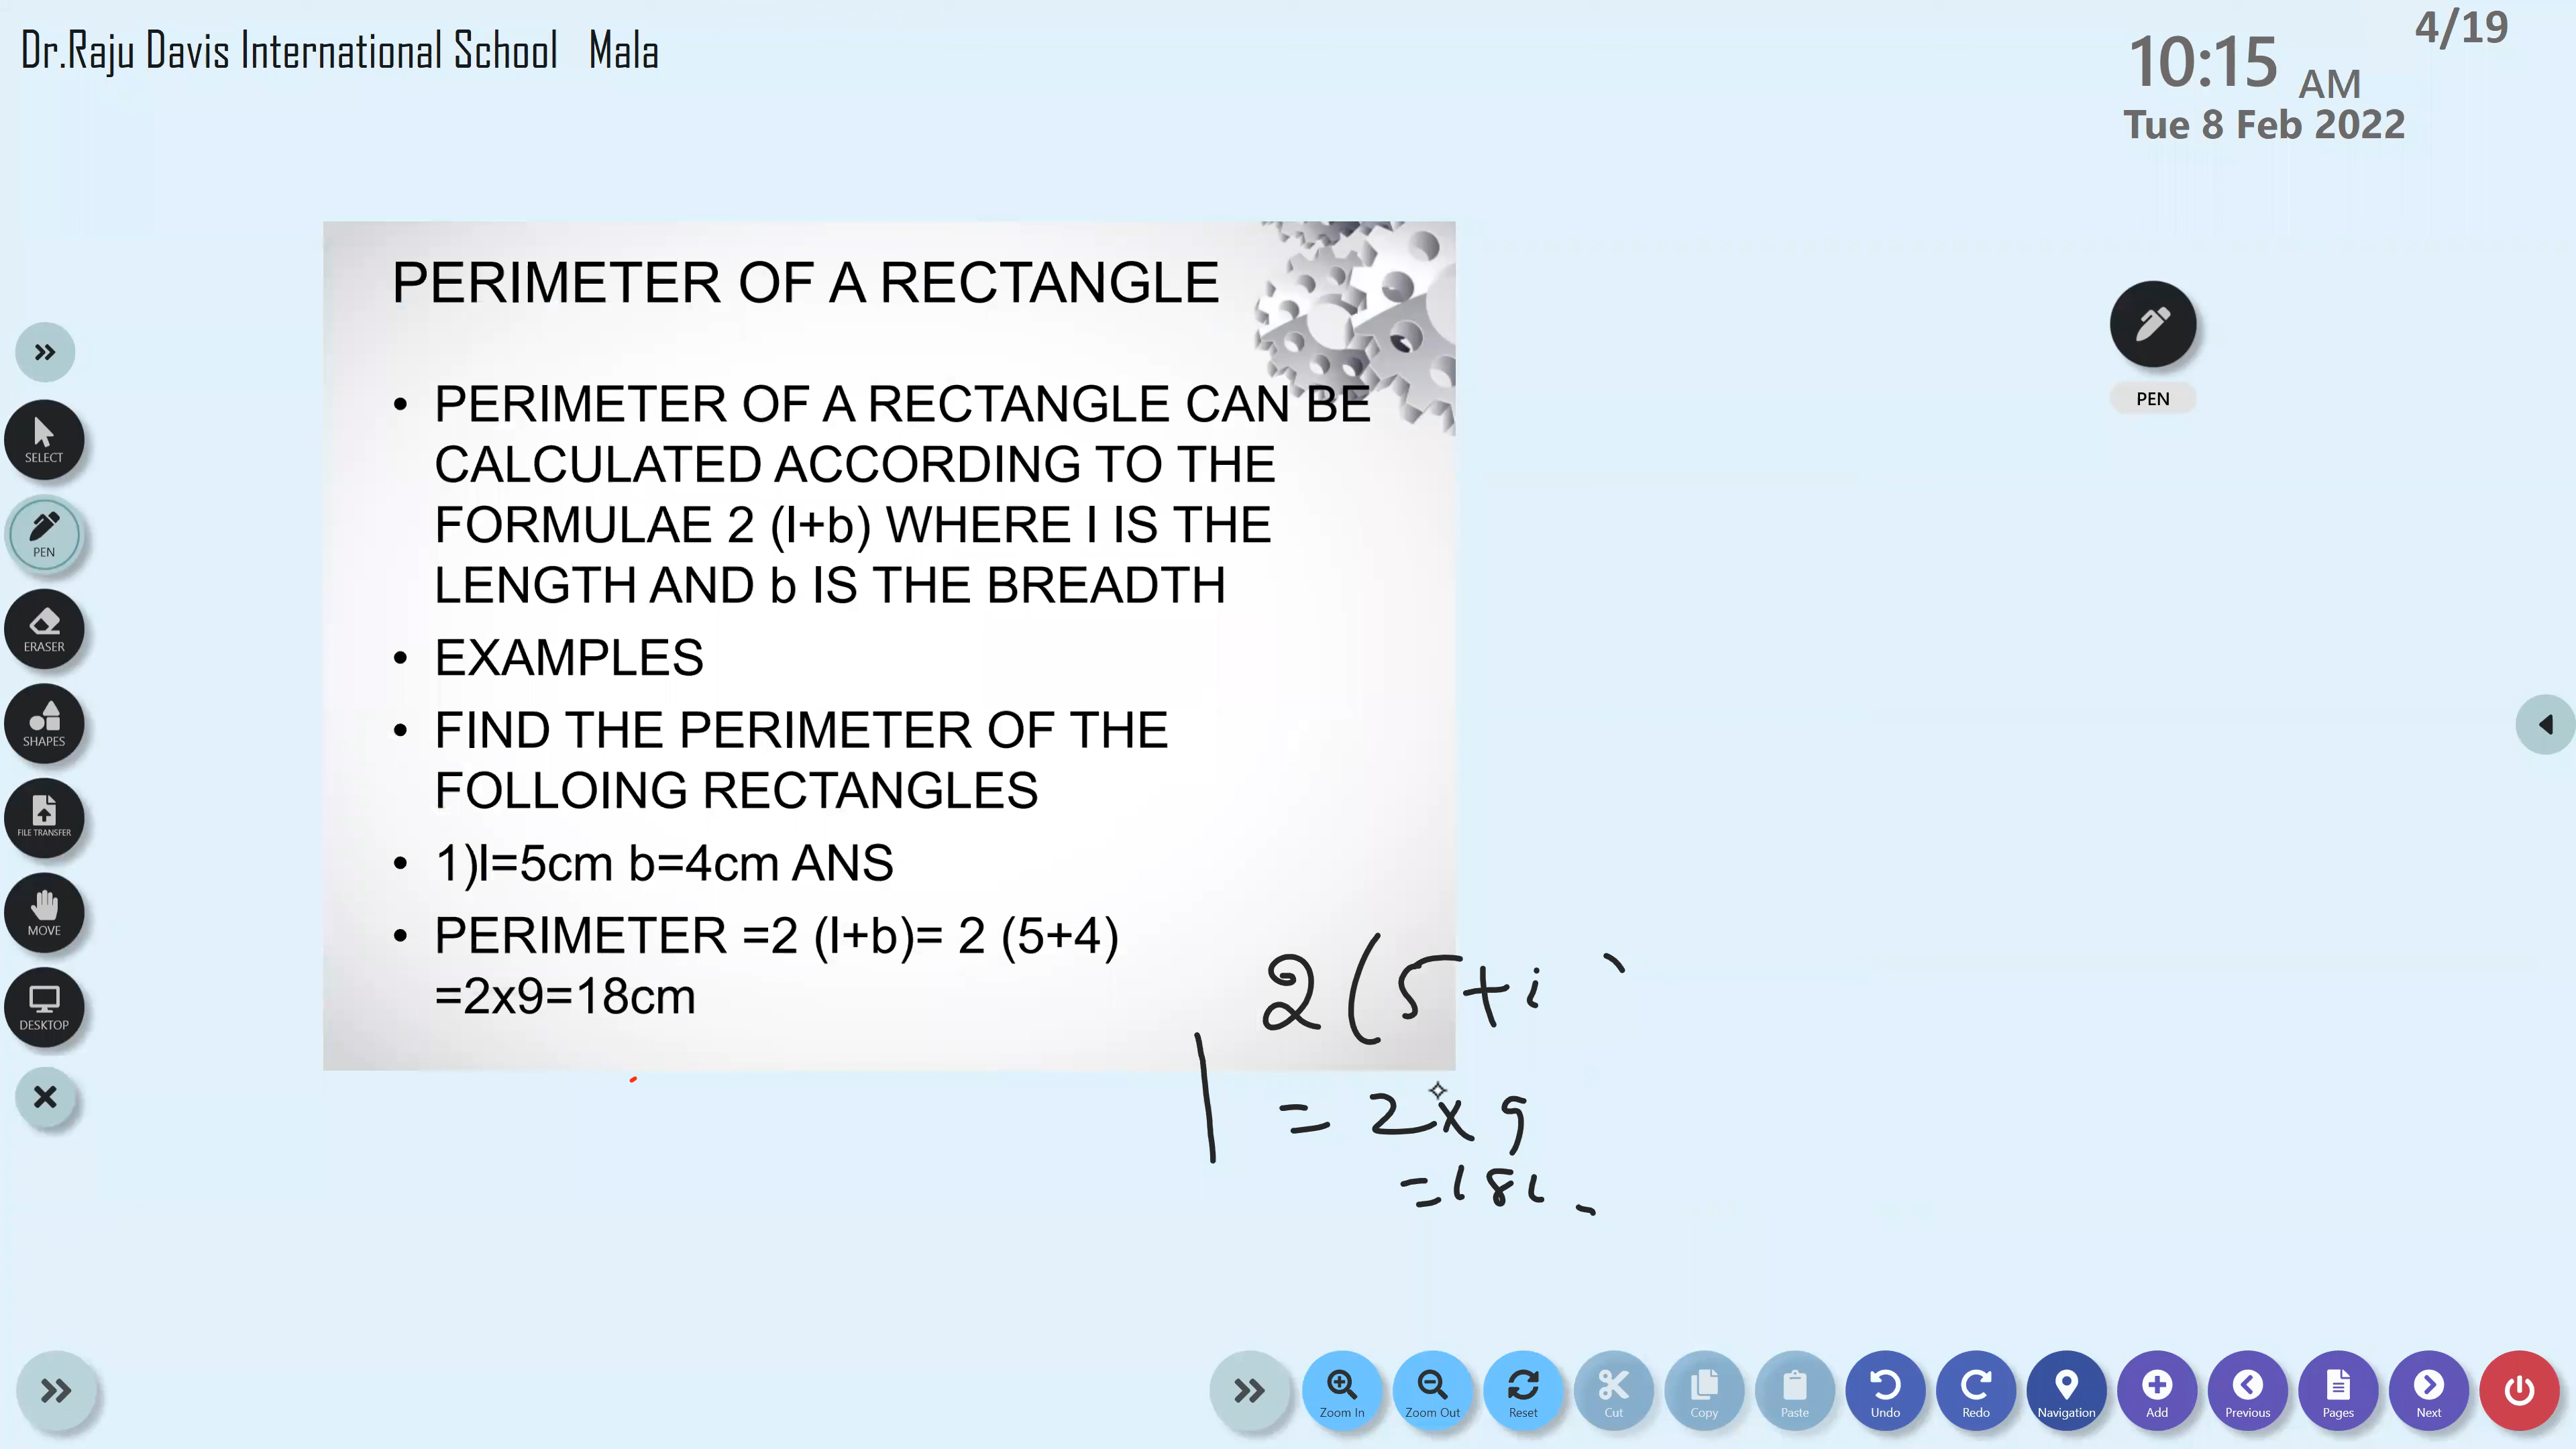 Dr.Raju Davis International School Mala
4/19
10:15 AM
Tue 8 Feb 2022
PERIMETER OF A RECTANGLE
• PERIMETER OF A RECTANGLE CAN BE
CALCULATED ACCORDING TO THE
FORMULAE 2 (l+b) WHERE l IS THE
LENGTH AND b IS THE BREADTH
• EXAMPLES
• FIND THE PERIMETER OF THE
FOLLOING RECTANGLES
• 1)l=5cm b=4cm ANS
• PERIMETER =2 (l+b)= 2 (5+4)
=2x9=18cm
2(5+
= 2x9
=18
SELECT
PEN
ERASER
SHAPES
FILE TRANSFER
MOVE
DESKTOP
PEN
Zoom In
Zoom Out
Reset
Cut
Copy
Paste
Undo
Redo
Navigation
Add
Previous
Pages
Next